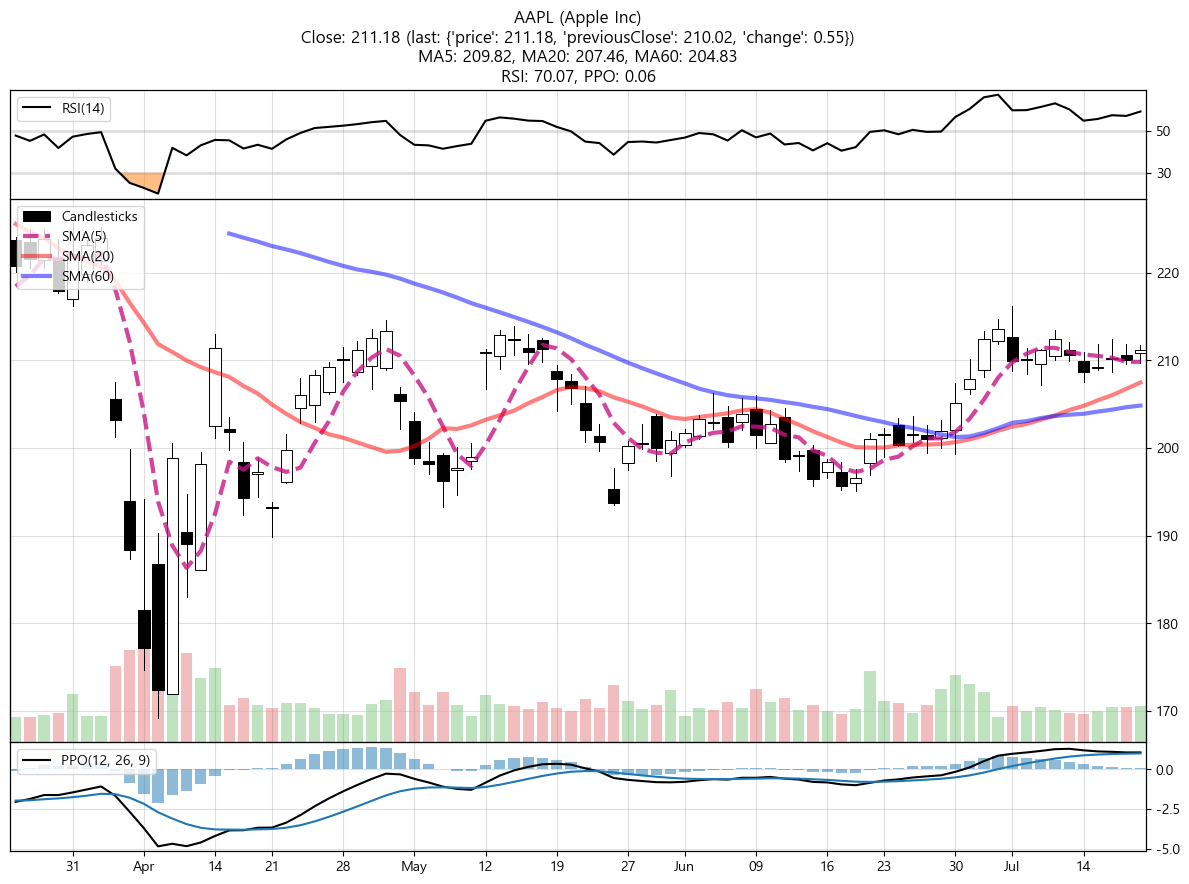 AAPL (Apple Inc)
Close: 211.18 (last: {'price': 211.18, 'previousClose': 210.02, 'change': 0.55})
MA5: 209.82, MA20: 207.46, MA60: 204.83
RSI: 70.07, PPO: 0.06
RSI(14)
50
30
Candlesticks
SMA(5)
SMA(20)
SMA(60)
220
210
200
190
180
170
PPO(12, 26, 9)
0.0
-2.5
-5.0
31 Apr 14 21 28 May 12 19 27 Jun 09 16 23 30 Jul 14